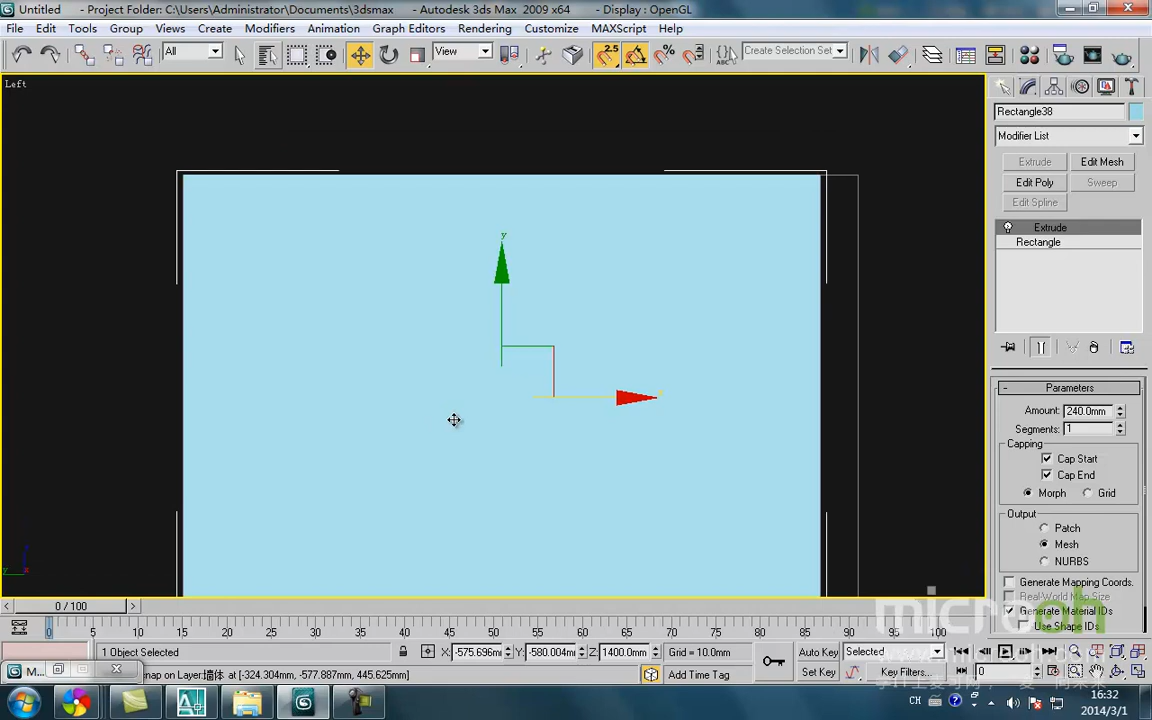 Untitled - Project Folder: C:\Users\Administrator\Documents\3dsmax - Autodesk 3ds Max 2009 x64 - Display : OpenGL
File Edit Tools Group Views Create Modifiers Animation Graph Editors Rendering Customize MAXScript Help
All View 2.5 Create Selection Set
Left
Rectangle38
Modifier List
Extrude Edit Mesh
Edit Poly Sweep
Edit Spline
Extrude
Rectangle
y
Parameters
Amount: 240.0mm
Segments: 1
Capping
Cap Start
Cap End
Morph Grid
Output
Patch
Mesh
NURBS
Generate Mapping Coords.
Real-World Map Size
Generate Material IDs
Use Shape IDs
0 / 100
0 5 10 15 20 25 30 35 40 45 50 55 60 65 70 75 80 85 90 95 100
1 Object Selected X: -575.696mm Y: -580.004mm Z: 1400.0mm Grid = 10.0mm Auto Key Selected
M... nap on Layer:墙体 at [-324.304mm, -577.887mm, 445.625mm] Add Time Tag Set Key Key Filters... 0
CH 16:32
2014/3/1